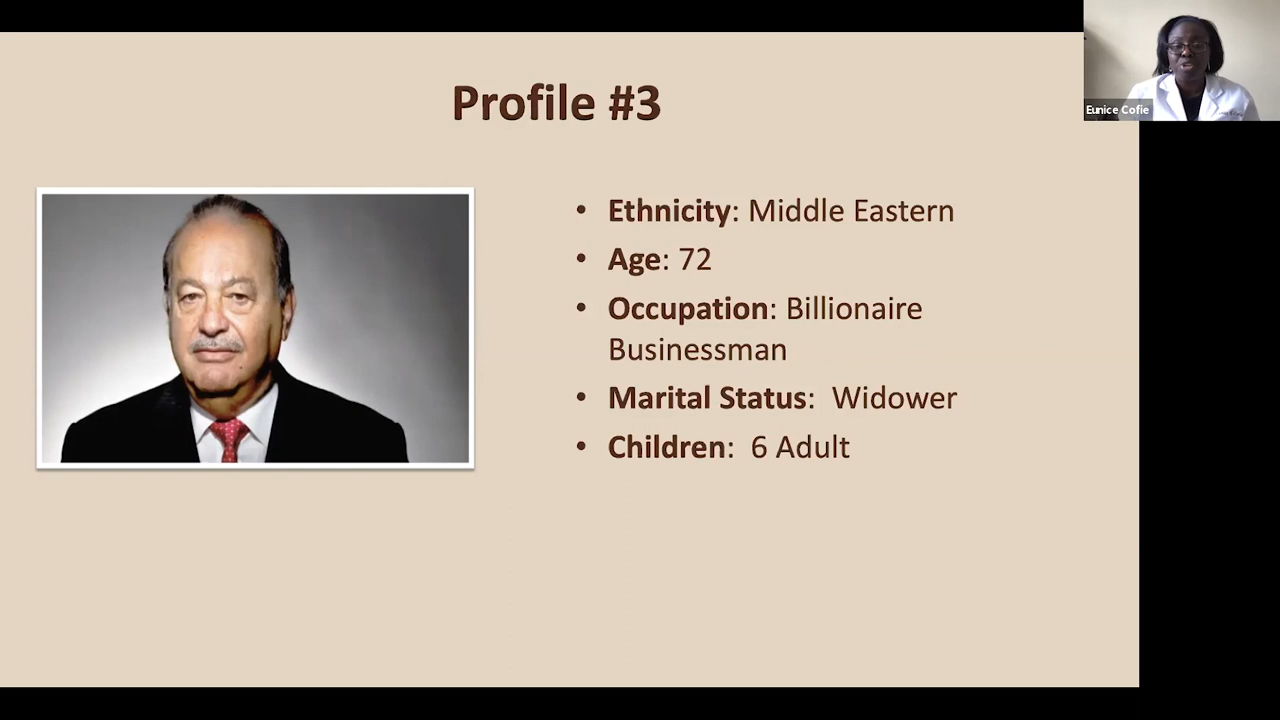 Profile #3
Eunice Cofie
• Ethnicity: Middle Eastern
• Age: 72
• Occupation: Billionaire
Businessman
• Marital Status: Widower
• Children: 6 Adult